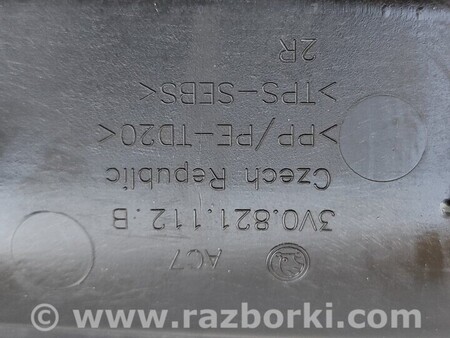 AC7
3V0.821.112.B
Czech Republic
>PP/PE-TD20<
>TPS-SEBS<
2R
www.razborki.com